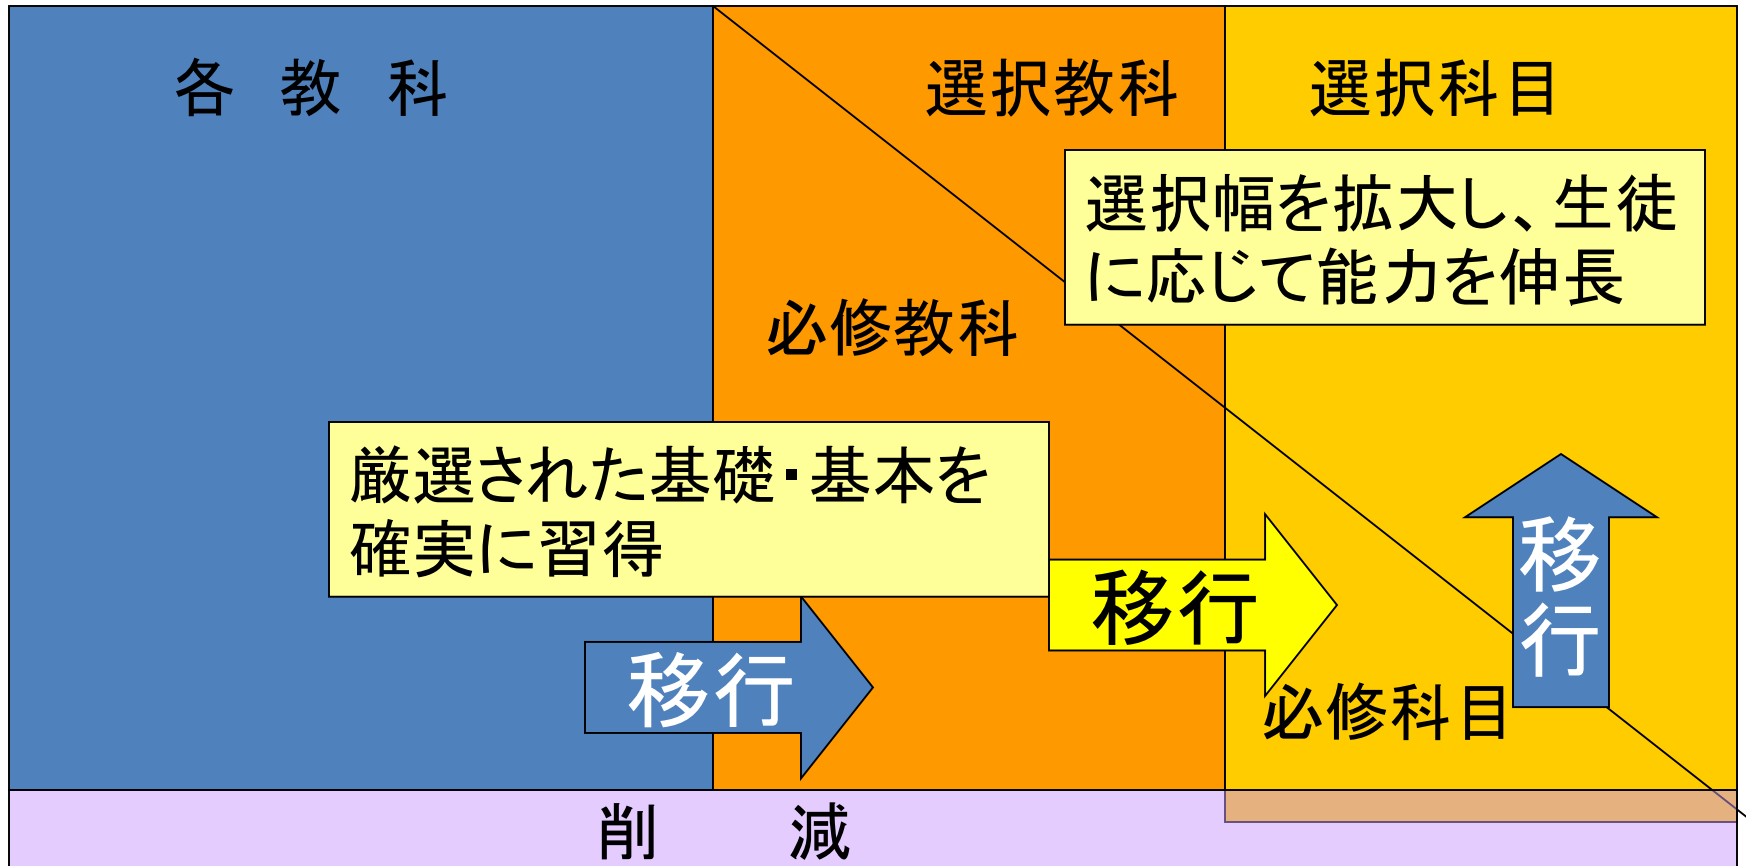 各 教 科
選択教科
選択科目
選択幅を拡大し、生徒
に応じて能力を伸長
必修教科
厳選された基礎・基本を
確実に習得
移行
移行
移行
必修科目
削 減